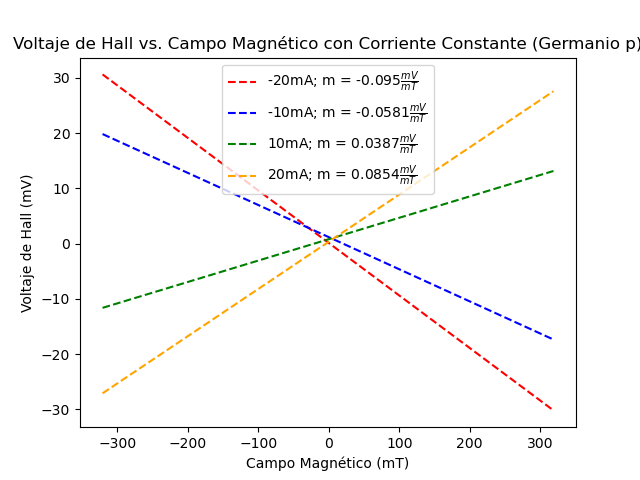 Voltaje de Hall vs. Campo Magnético con Corriente Constante (Germanio p)
-20mA; m = -0.095 mV/mT
-10mA; m = -0.0581 mV/mT
10mA; m = 0.0387 mV/mT
20mA; m = 0.0854 mV/mT
Voltaje de Hall (mV)
30
20
10
0
−10
−20
−30
−300 −200 −100 0 100 200 300
Campo Magnético (mT)